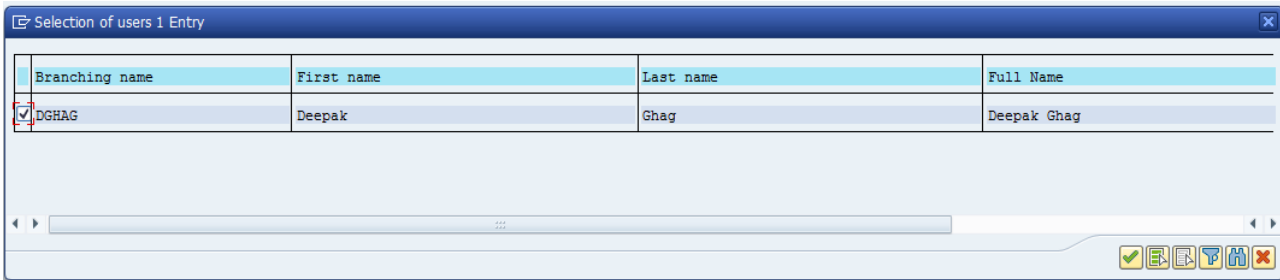 Selection of users 1 Entry
Branching name First name Last name Full Name
DGHAG Deepak Ghag Deepak Ghag